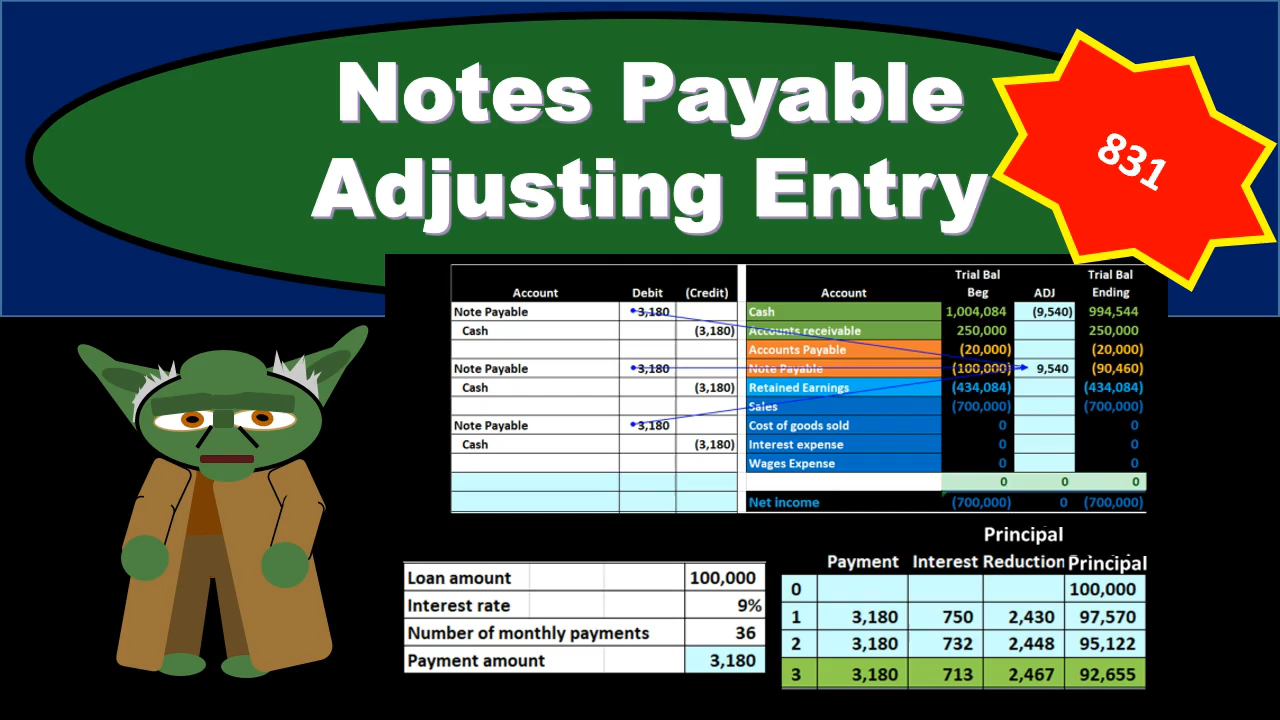 Notes Payable
Adjusting Entry
831
Account Debit (Credit)
Note Payable 3,180
Cash (3,180)
Note Payable 3,180
Cash (3,180)
Note Payable 3,180
Cash (3,180)
Trial Bal Trial Bal
Account Beg ADJ Ending
Cash 1,004,084 (9,540) 994,544
Accounts receivable 250,000 250,000
Accounts Payable (20,000) (20,000)
Note Payable (100,000) 9,540 (90,460)
Retained Earnings (434,084) (434,084)
Sales (700,000) (700,000)
Cost of goods sold 0 0
Interest expense 0 0
Wages Expense 0 0
0 0 0
Net income (700,000) 0 (700,000)
Loan amount 100,000
Interest rate 9%
Number of monthly payments 36
Payment amount 3,180
Principal
Payment Interest Reduction Principal
0 100,000
1 3,180 750 2,430 97,570
2 3,180 732 2,448 95,122
3 3,180 713 2,467 92,655